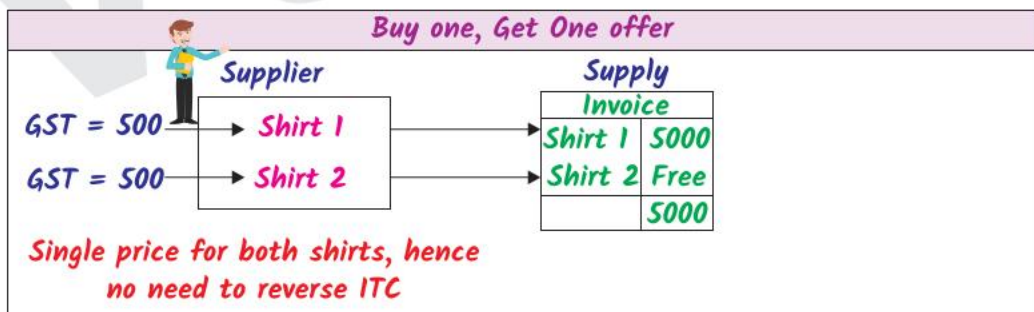 Buy one, Get One offer
Supplier
Supply
Invoice
GST = 500 Shirt 1 Shirt 1 5000
GST = 500 Shirt 2 Shirt 2 Free
5000
Single price for both shirts, hence
no need to reverse ITC